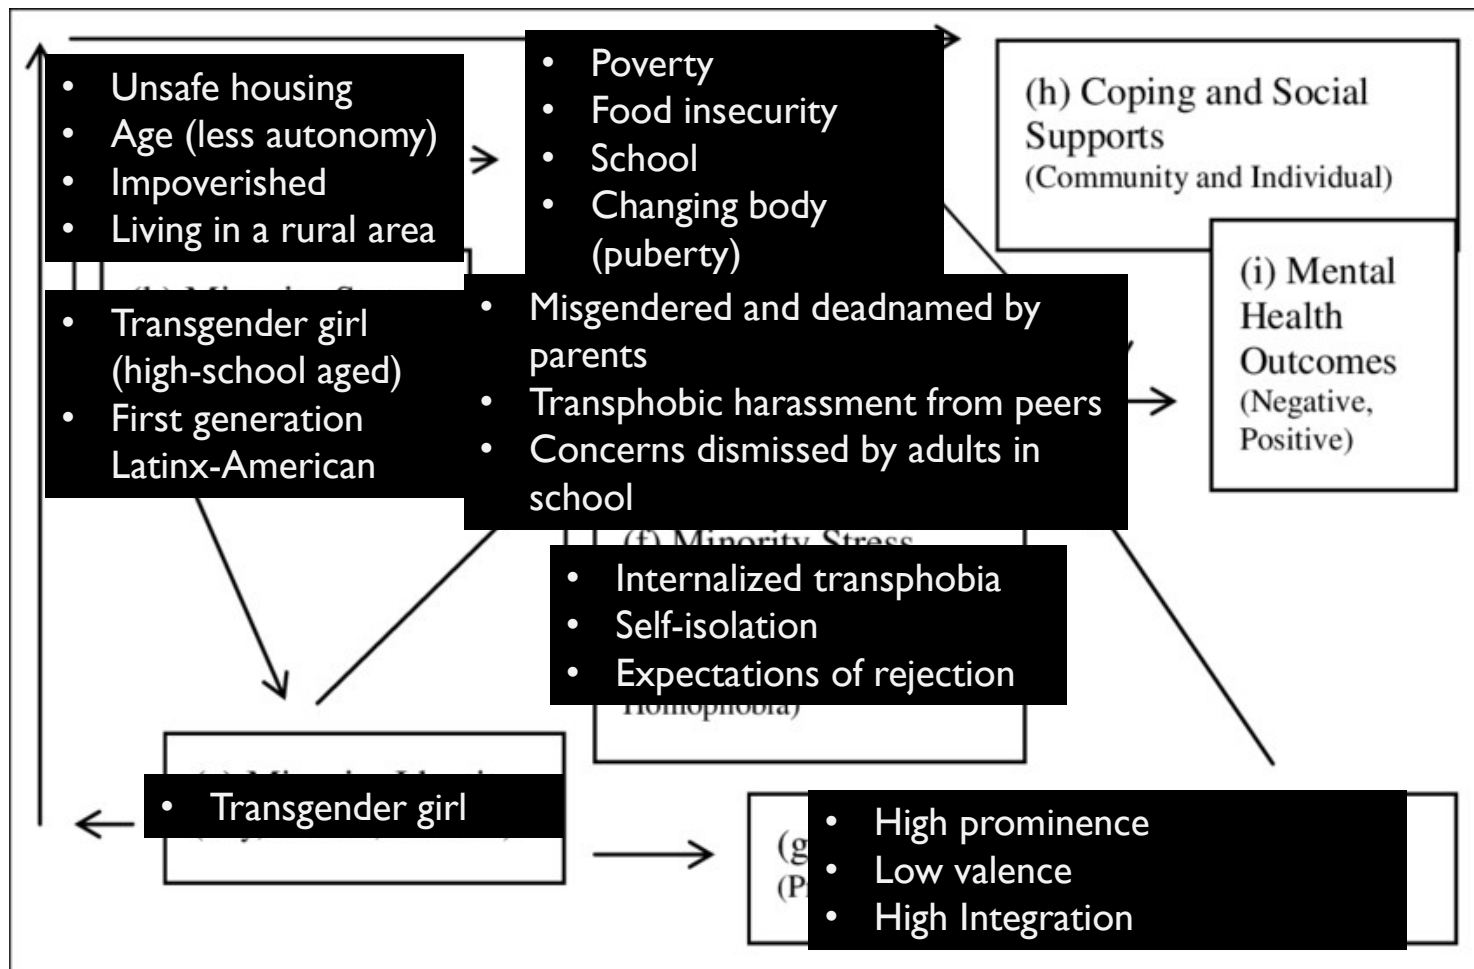 • Unsafe housing
• Age (less autonomy)
• Impoverished
• Living in a rural area
• Poverty
• Food insecurity
• School
• Changing body
(puberty)
(h) Coping and Social
Supports
(Community and Individual)
• Transgender girl
(high-school aged)
• First generation
Latinx-American
• Misgendered and deadnamed by
parents
• Transphobic harassment from peers
• Concerns dismissed by adults in
school
(i) Mental
Health
Outcomes
(Negative,
Positive)
(f) Minority Stress
• Internalized transphobia
• Self-isolation
• Expectations of rejection
Homophobia)
• Transgender girl
(g
(P
• High prominence
• Low valence
• High Integration